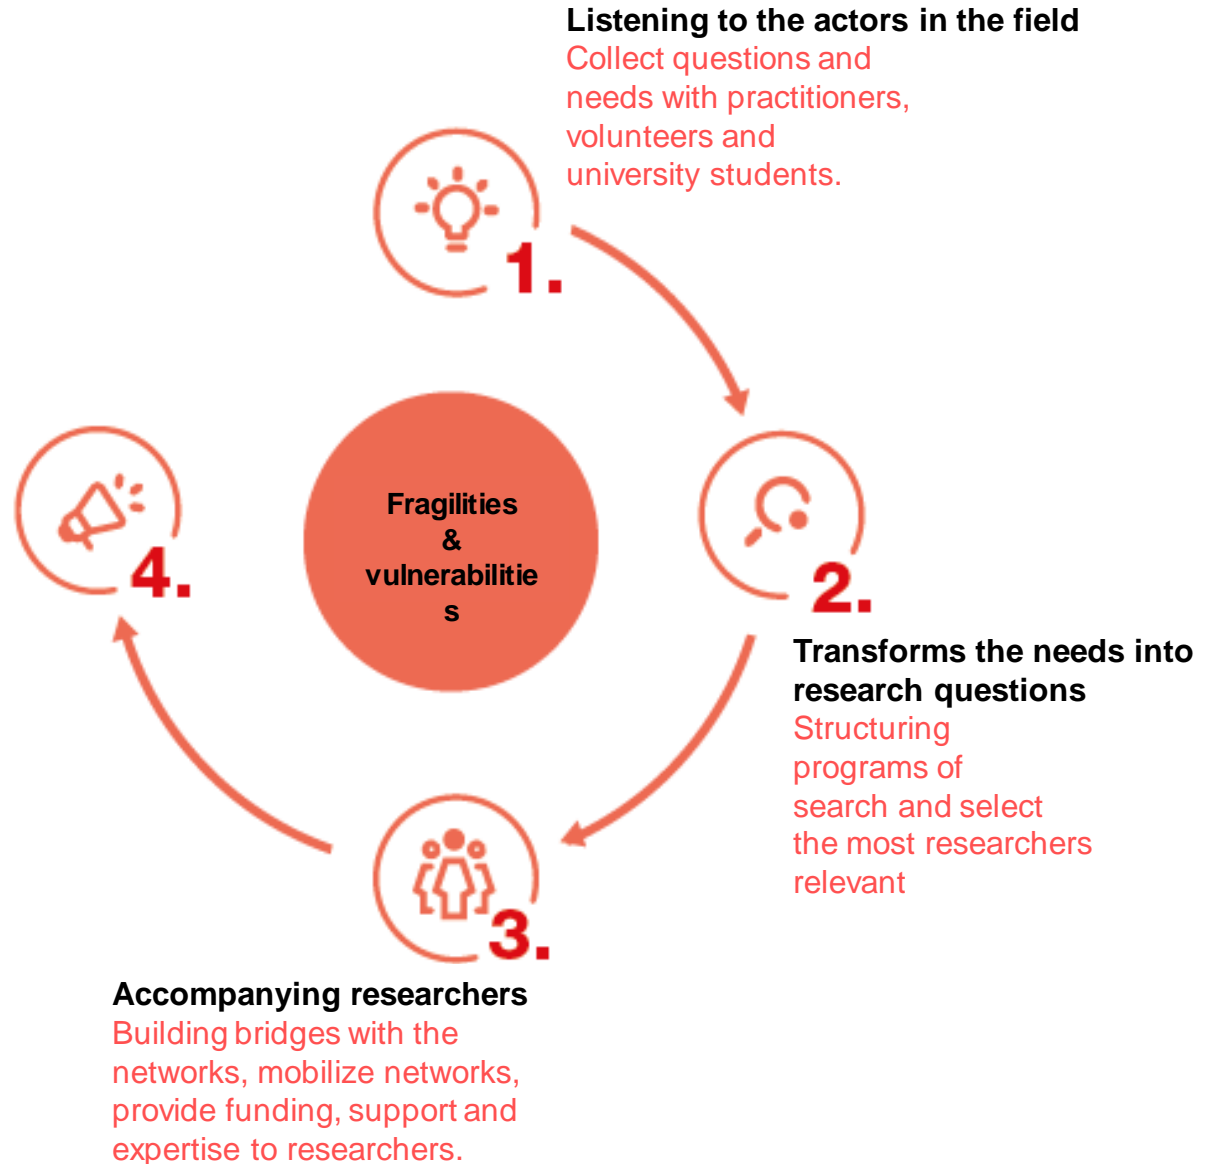 Listening to the actors in the field
Collect questions and
needs with practitioners,
volunteers and
university students.
1.
Fragilities
&
vulnerabilitie
s
2.
Transforms the needs into
research questions
Structuring
programs of
search and select
the most researchers
relevant
3.
Accompanying researchers
Building bridges with the
networks, mobilize networks,
provide funding, support and
expertise to researchers.
4.